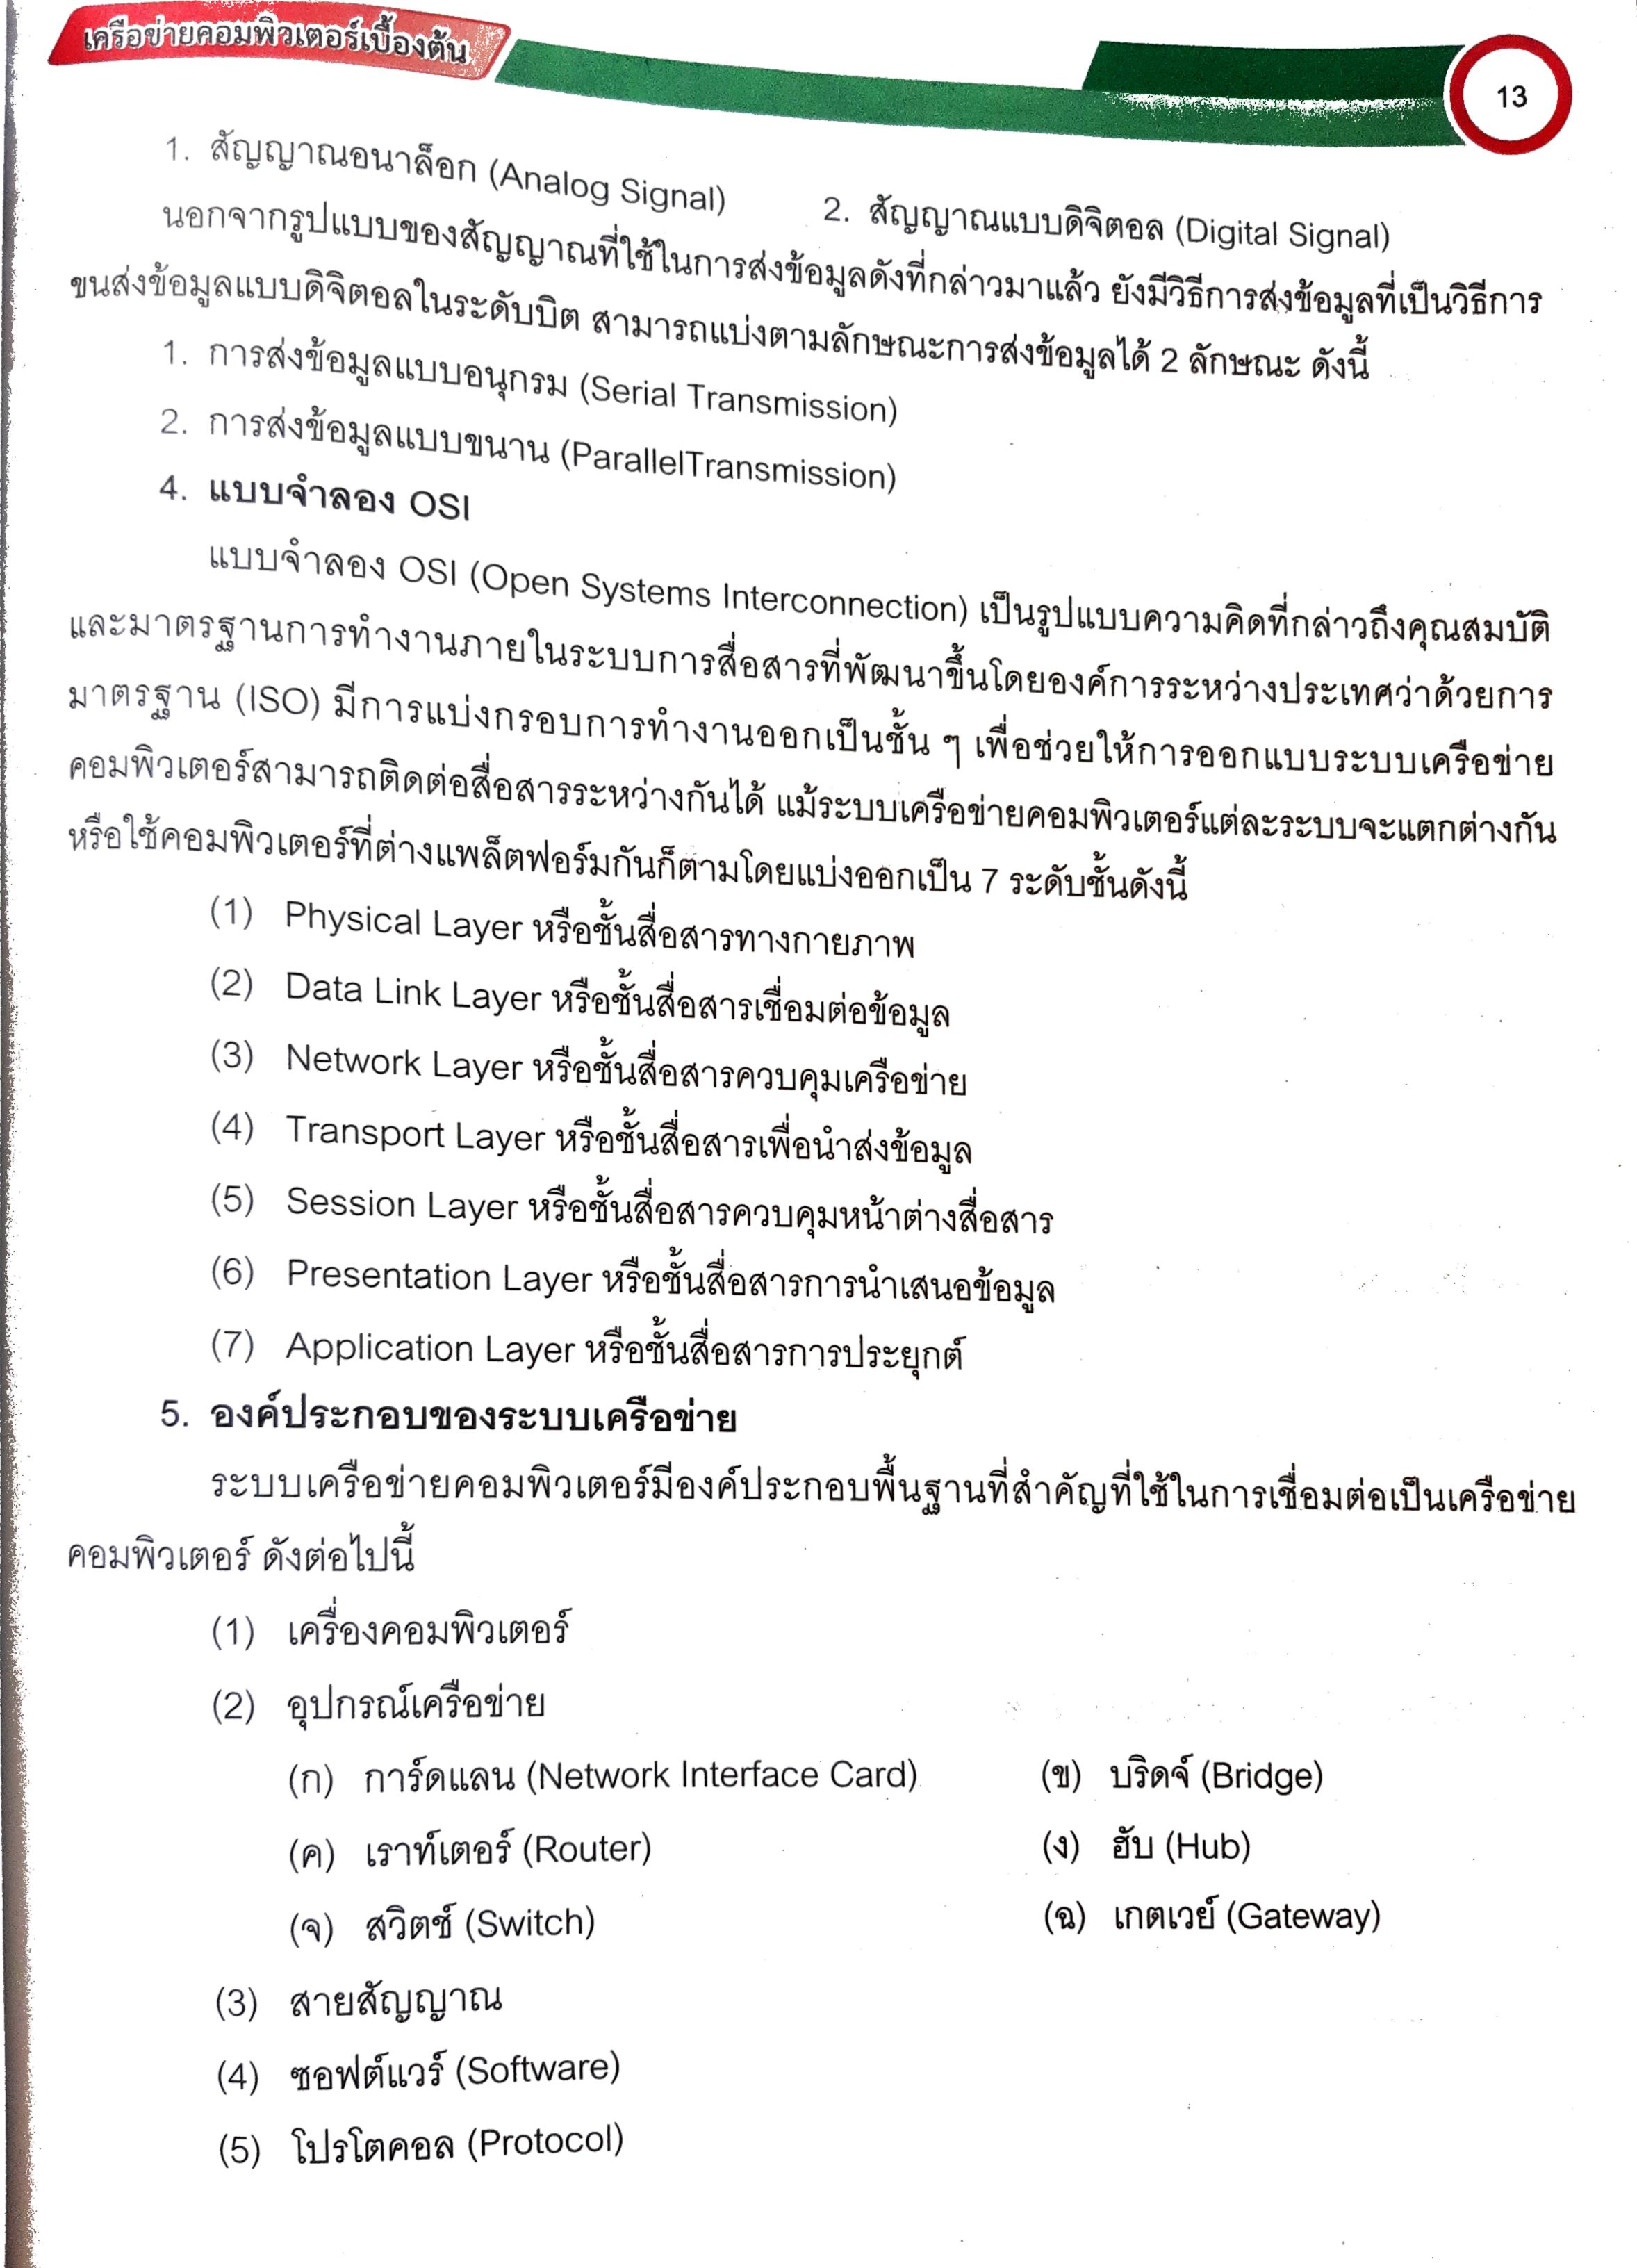 เครือข่ายคอมพิวเตอร์เบื้องต้น
13
1. สัญญาณอนาล็อก (Analog Signal) 2. สัญญาณแบบดิจิตอล (Digital Signal)
นอกจากรูปแบบของสัญญาณที่ใช้ในการส่งข้อมูลดังที่กล่าวมาแล้ว ยังมีวิธีการส่งข้อมูลที่เป็นวิธีการ
ขนส่งข้อมูลแบบดิจิตอลในระดับบิต สามารถแบ่งตามลักษณะการส่งข้อมูลได้ 2 ลักษณะ ดังนี้
1. การส่งข้อมูลแบบอนุกรม (Serial Transmission)
2. การส่งข้อมูลแบบขนาน (ParallelTransmission)
4. แบบจำลอง OSI
แบบจำลอง OSI (Open Systems Interconnection) เป็นรูปแบบความคิดที่กล่าวถึงคุณสมบัติ
และมาตรฐานการทำงานภายในระบบการสื่อสารที่พัฒนาขึ้นโดยองค์การระหว่างประเทศว่าด้วยการ
มาตรฐาน (ISO) มีการแบ่งกรอบการทำงานออกเป็นชั้น ๆ เพื่อช่วยให้การออกแบบระบบเครือข่าย
คอมพิวเตอร์สามารถติดต่อสื่อสารระหว่างกันได้ แม้ระบบเครือข่ายคอมพิวเตอร์แต่ละระบบจะแตกต่างกัน
หรือใช้คอมพิวเตอร์ที่ต่างแพล็ตฟอร์มกันก็ตามโดยแบ่งออกเป็น 7 ระดับชั้นดังนี้
(1) Physical Layer หรือชั้นสื่อสารทางกายภาพ
(2) Data Link Layer หรือชั้นสื่อสารเชื่อมต่อข้อมูล
(3) Network Layer หรือชั้นสื่อสารควบคุมเครือข่าย
(4) Transport Layer หรือชั้นสื่อสารเพื่อนำส่งข้อมูล
(5) Session Layer หรือชั้นสื่อสารควบคุมหน้าต่างสื่อสาร
(6) Presentation Layer หรือชั้นสื่อสารการนำเสนอข้อมูล
(7) Application Layer หรือชั้นสื่อสารการประยุกต์
5. องค์ประกอบของระบบเครือข่าย
ระบบเครือข่ายคอมพิวเตอร์มีองค์ประกอบพื้นฐานที่สำคัญที่ใช้ในการเชื่อมต่อเป็นเครือข่าย
คอมพิวเตอร์ ดังต่อไปนี้
(1) เครื่องคอมพิวเตอร์
(2) อุปกรณ์เครือข่าย
(ก) การ์ดแลน (Network Interface Card) (ข) บริดจ์ (Bridge)
(ค) เราท์เตอร์ (Router) (ง) ฮับ (Hub)
(จ) สวิตช์ (Switch) (ฉ) เกตเวย์ (Gateway)
(3) สายสัญญาณ
(4) ซอฟต์แวร์ (Software)
(5) โปรโตคอล (Protocol)